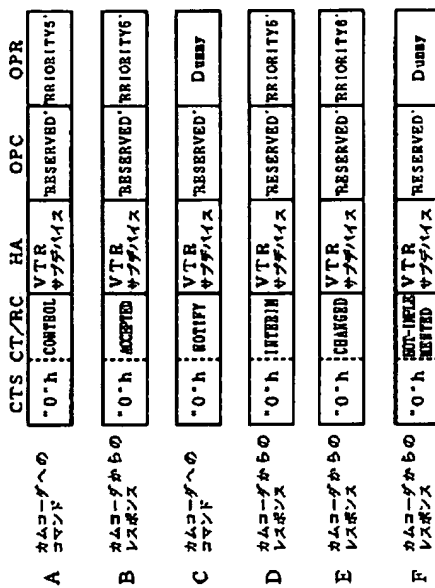 CTS CT/RC HA OPC OPR
A
カムコーダへの
コマンド
"0"h CONTROL VTR
サブデバイス 'RESERVED' 'RRIORITY5'
B
カムコーダからの
レスポンス
"0"h ACCEPTED VTR
サブデバイス 'RESERVED' 'RRIORITY6'
C
カムコーダへの
コマンド
"0"h NOTIFY VTR
サブデバイス 'RESERVED' Dummy
D
カムコーダからの
レスポンス
"0"h INTERIM VTR
サブデバイス 'RESERVED' 'RRIORITY6'
E
カムコーダからの
レスポンス
"0"h CHANGED VTR
サブデバイス 'RESERVED' 'RRIORITY6'
F
カムコーダからの
レスポンス
"0"h NOT-IMPLE
MENTED VTR
サブデバイス 'RESERVED' Dummy